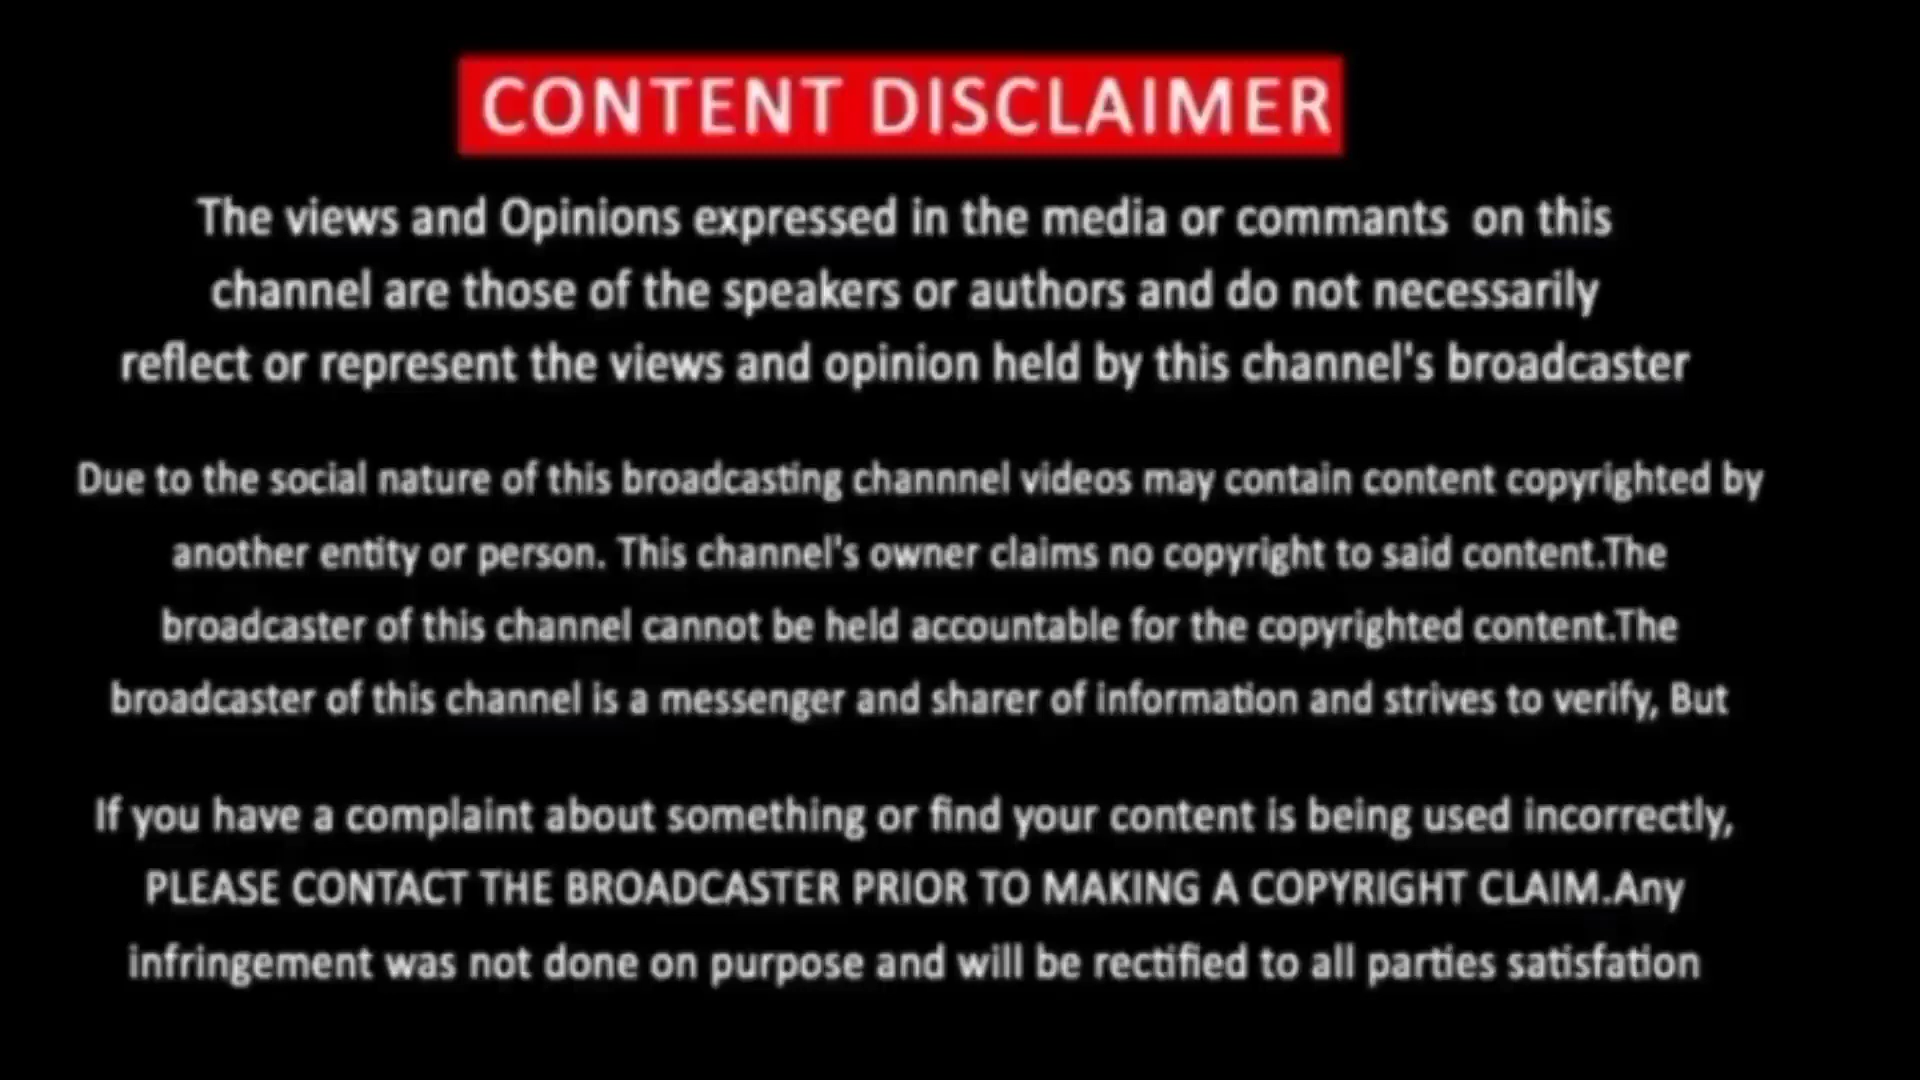 CONTENT DISCLAIMER
The views and Opinions expressed in the media or commants on this
channel are those of the speakers or authors and do not necessarily
reflect or represent the views and opinion held by this channel's broadcaster
Due to the social nature of this broadcasting channnel videos may contain content copyrighted by
another entity or person. This channel's owner claims no copyright to said content.The
broadcaster of this channel cannot be held accountable for the copyrighted content.The
broadcaster of this channel is a messenger and sharer of information and strives to verify, But
If you have a complaint about something or find your content is being used incorrectly,
PLEASE CONTACT THE BROADCASTER PRIOR TO MAKING A COPYRIGHT CLAIM.Any
infringement was not done on purpose and will be rectified to all parties satisfation